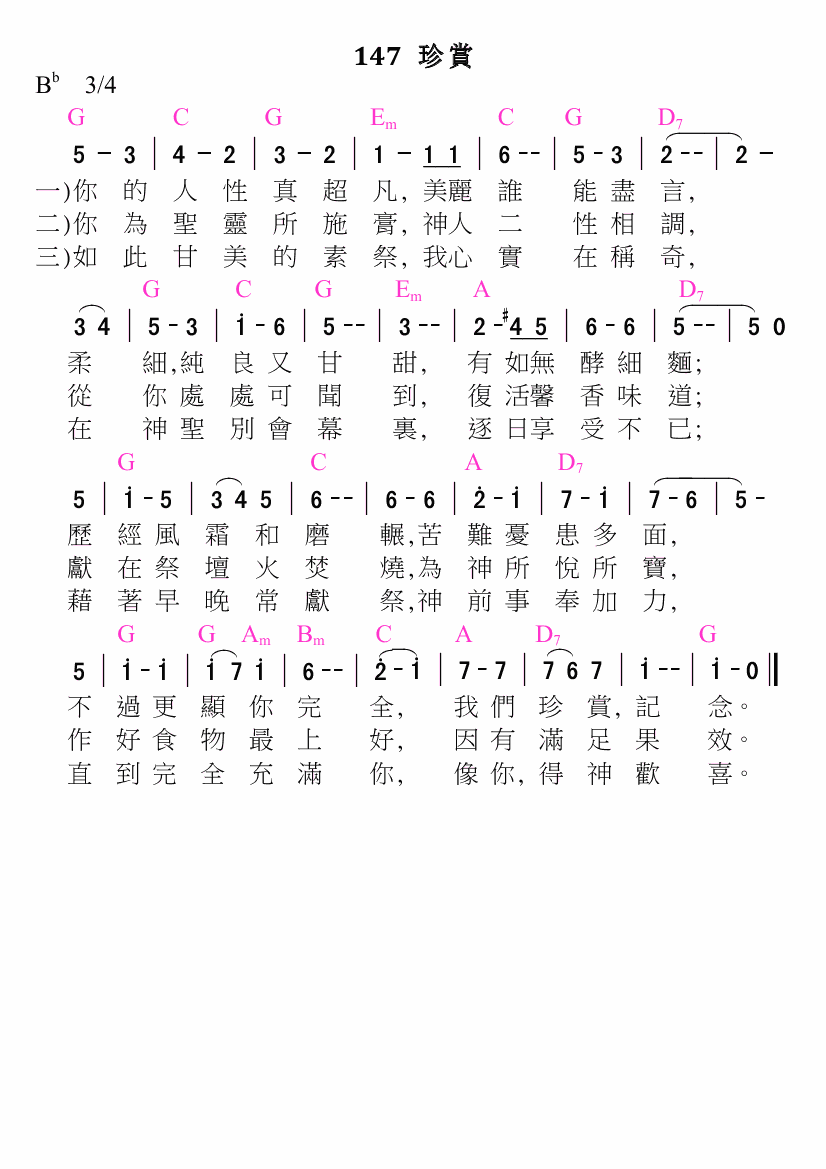 147 珍賞
B♭ 3/4
G C G Em C G D7
5 – 3 | 4 – 2 | 3 – 2 | 1 – 1 1 | 6 -- | 5 - 3 | 2 -- | 2 –
一)你 的 人 性 真 超 凡, 美麗 誰 能 盡 言,
二)你 為 聖 靈 所 施 膏, 神人 二 性 相 調,
三)如 此 甘 美 的 素 祭, 我心 實 在 稱 奇,
G C G Em A D7
3 4 | 5 - 3 | i - 6 | 5 -- | 3 -- | 2 - #4 5 | 6 - 6 | 5 -- | 5 0
柔 細,純 良 又 甘 甜, 有 如無 酵 細 麵;
從 你 處 處 可 聞 到, 復 活馨 香 味 道;
在 神 聖 別 會 幕 裏, 逐 日享 受 不 已;
G C A D7
5 | i - 5 | 3 4 5 | 6 -- | 6 - 6 | 2̇ - i | 7 - i | 7 - 6 | 5 -
歷 經 風 霜 和 磨 輾,苦 難 憂 患 多 面,
獻 在 祭 壇 火 焚 燒,為 神 所 悅 所 寶,
藉 著 早 晚 常 獻 祭,神 前 事 奉 加 力,
G G Am Bm C A D7 G
5 | i - i | i 7 i | 6 -- | 2̇ - i | 7 - 7 | 7 6 7 | i -- | i - 0 ‖
不 過 更 顯 你 完 全, 我 們 珍 賞, 記 念。
作 好 食 物 最 上 好, 因 有 滿 足 果 效。
直 到 完 全 充 滿 你, 像 你, 得 神 歡 喜。